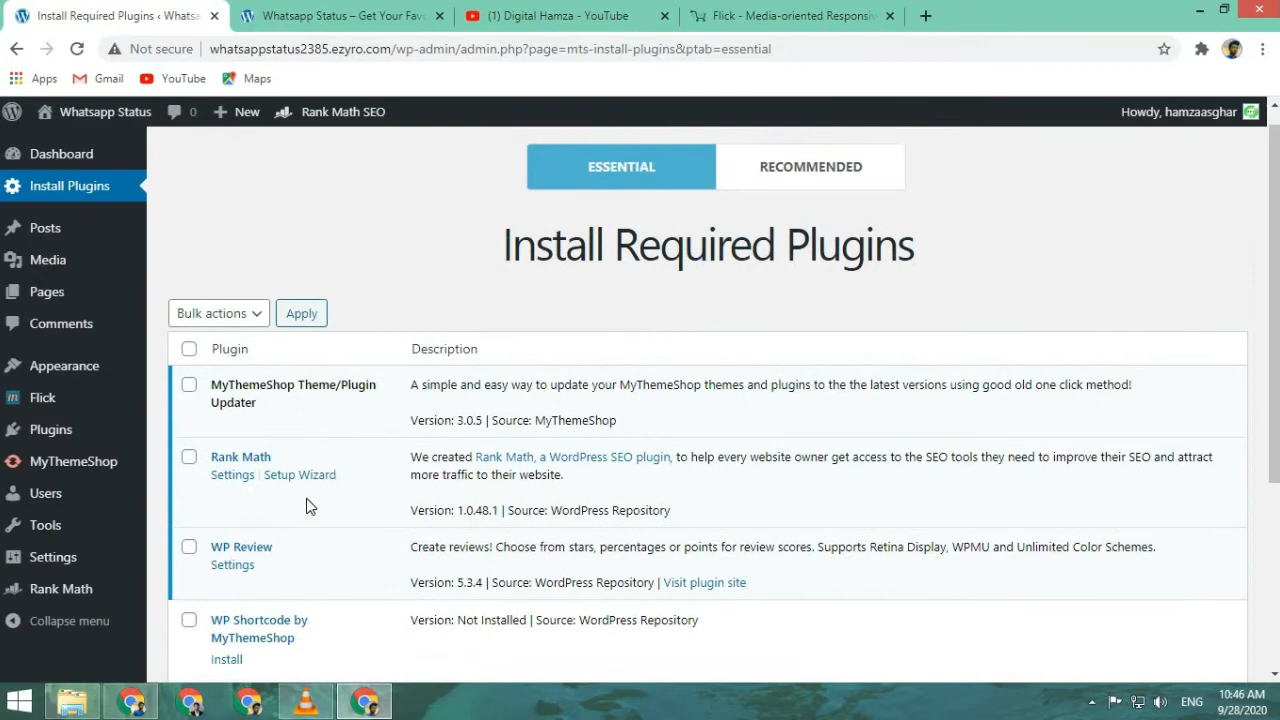 Install Required Plugins ‹ Whatsa
Whatsapp Status – Get Your Favo
(1) Digital Hamza - YouTube
Flick - Media-oriented Responsiv
Not secure
whatsappstatus2385.ezyro.com/wp-admin/admin.php?page=mts-install-plugins&ptab=essential
Apps
Gmail
YouTube
Maps
Whatsapp Status
0
New
Rank Math SEO
Howdy, hamzaasghar
Dashboard
Install Plugins
Posts
Media
Pages
Comments
Appearance
Flick
Plugins
MyThemeShop
Users
Tools
Settings
Rank Math
Collapse menu
ESSENTIAL
RECOMMENDED
Install Required Plugins
Bulk actions
Apply
Plugin
Description
MyThemeShop Theme/Plugin
Updater
A simple and easy way to update your MyThemeShop themes and plugins to the the latest versions using good old one click method!
Version: 3.0.5 | Source: MyThemeShop
Rank Math
Settings | Setup Wizard
We created Rank Math, a WordPress SEO plugin, to help every website owner get access to the SEO tools they need to improve their SEO and attract
more traffic to their website.
Version: 1.0.48.1 | Source: WordPress Repository
WP Review
Settings
Create reviews! Choose from stars, percentages or points for review scores. Supports Retina Display, WPMU and Unlimited Color Schemes.
Version: 5.3.4 | Source: WordPress Repository | Visit plugin site
WP Shortcode by
MyThemeShop
Install
Version: Not Installed | Source: WordPress Repository
ENG
10:46 AM
9/28/2020